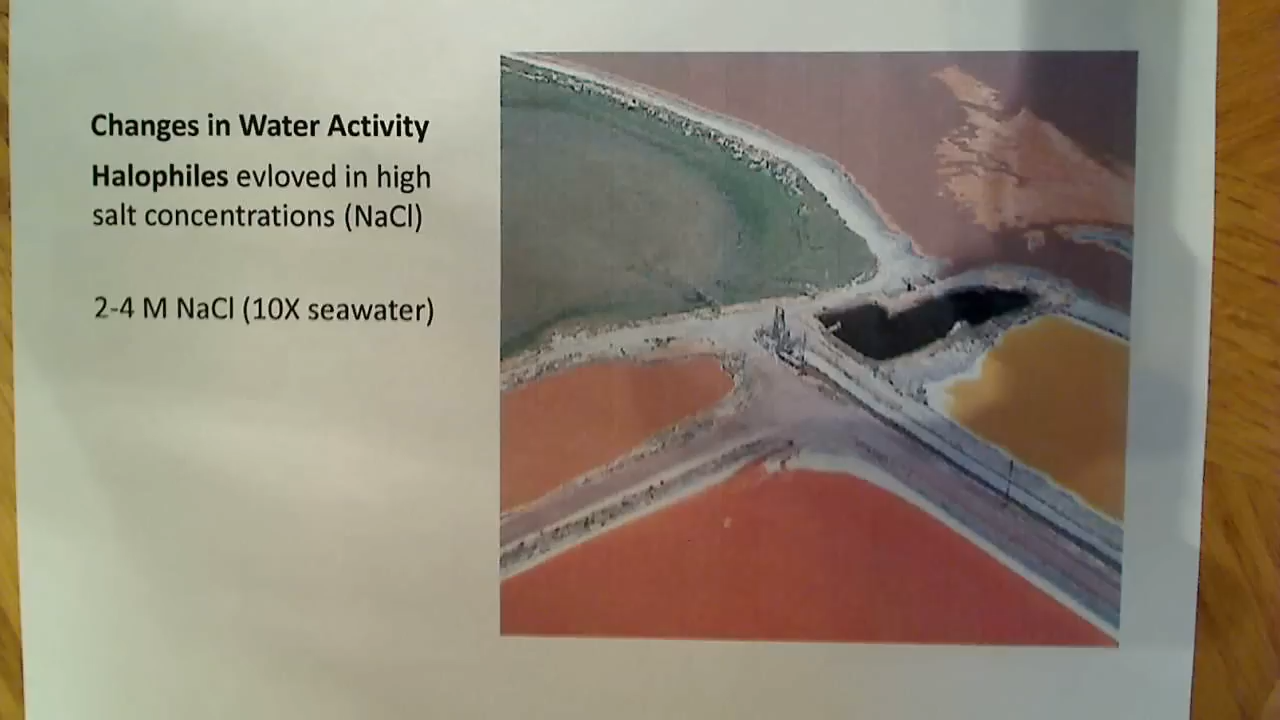 Changes in Water Activity
Halophiles evloved in high
salt concentrations (NaCl)
2-4 M NaCl (10X seawater)